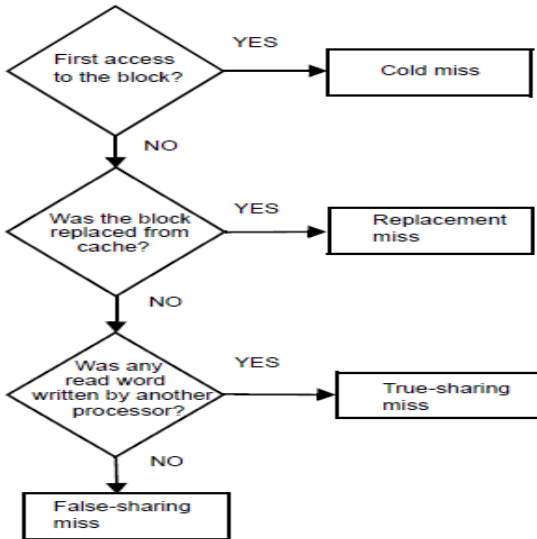 First access
to the block?
YES
Cold miss
NO
Was the block
replaced from
cache?
YES
Replacement
miss
NO
Was any
read word
written by another
processor?
YES
True-sharing
miss
NO
False-sharing
miss